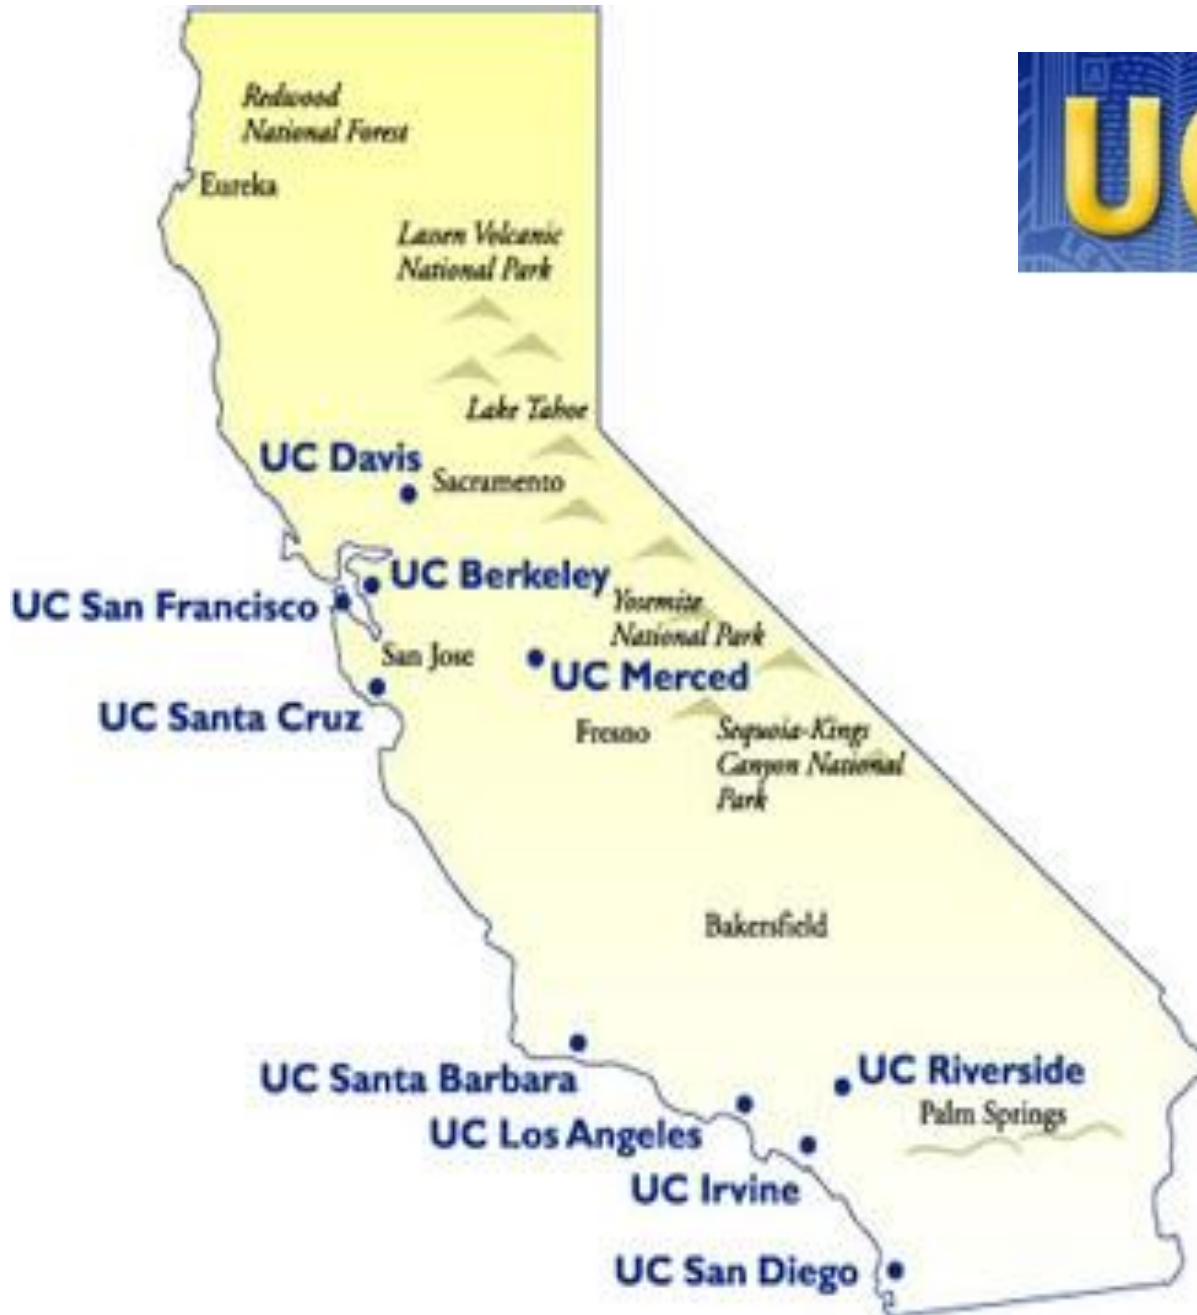 Redwood
National Forest
UC
Eureka
Lassen Volcanic
National Park
Lake Tahoe
UC Davis
Sacramento
UC Berkeley
UC San Francisco
Yosemite
National Park
San Jose
UC Merced
UC Santa Cruz
Fresno
Sequoia-Kings
Canyon National
Park
Bakersfield
UC Santa Barbara
UC Riverside
Palm Springs
UC Los Angeles
UC Irvine
UC San Diego